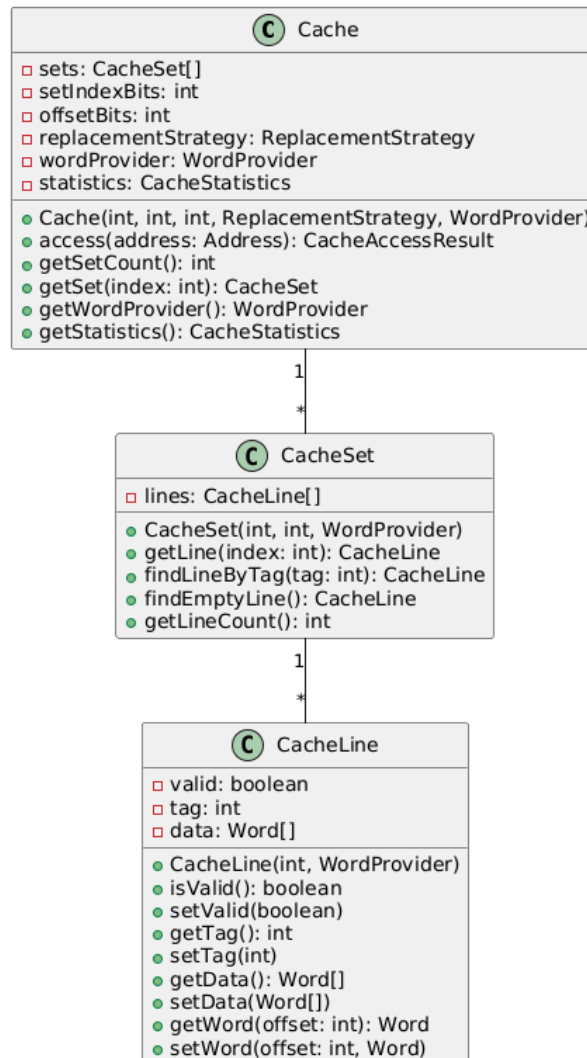 C Cache
sets: CacheSet[]
setIndexBits: int
offsetBits: int
replacementStrategy: ReplacementStrategy
wordProvider: WordProvider
statistics: CacheStatistics
Cache(int, int, int, ReplacementStrategy, WordProvider)
access(address: Address): CacheAccessResult
getSetCount(): int
getSet(index: int): CacheSet
getWordProvider(): WordProvider
getStatistics(): CacheStatistics
1
*
C CacheSet
lines: CacheLine[]
CacheSet(int, int, WordProvider)
getLine(index: int): CacheLine
findLineByTag(tag: int): CacheLine
findEmptyLine(): CacheLine
getLineCount(): int
1
*
C CacheLine
valid: boolean
tag: int
data: Word[]
CacheLine(int, WordProvider)
isValid(): boolean
setValid(boolean)
getTag(): int
setTag(int)
getData(): Word[]
setData(Word[])
getWord(offset: int): Word
setWord(offset: int, Word)